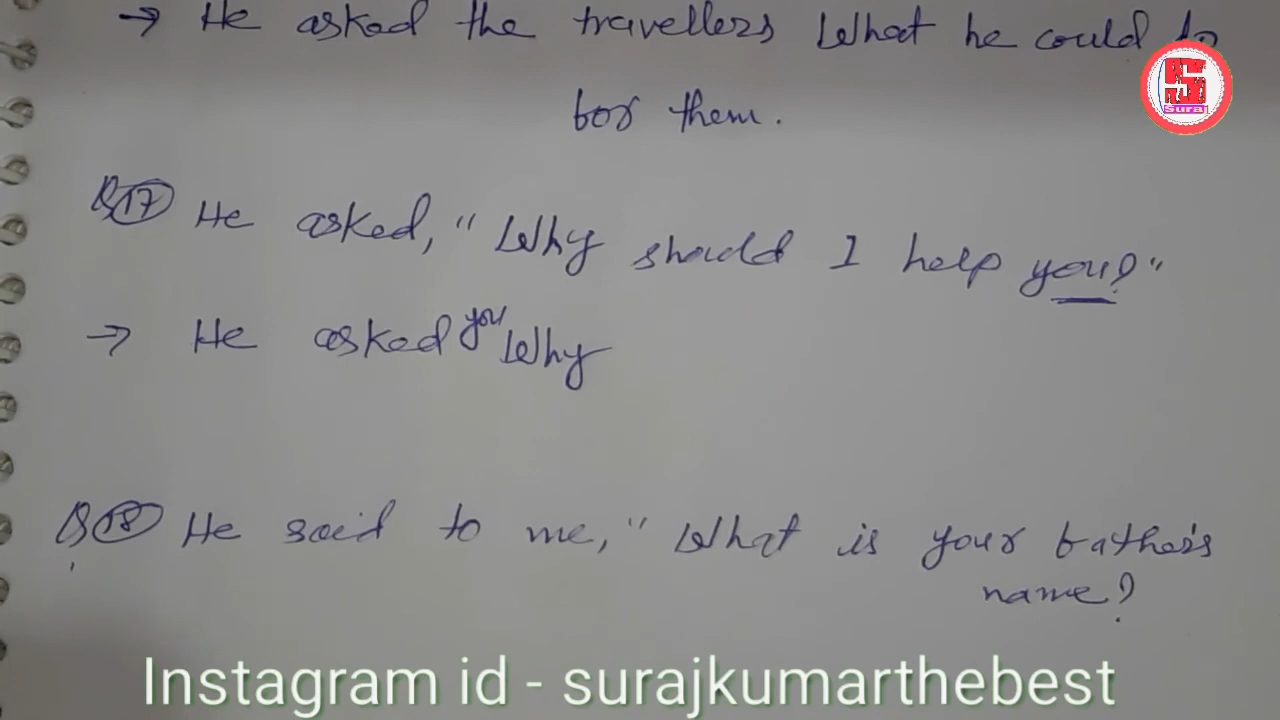 → He asked the travellers What he could do
for them.
S
Suraj
Q17 He asked, "Why should I help you?"
→ He asked you Why
Q18 He said to me, "What is your father's
name?
Instagram id - surajkumarthebest